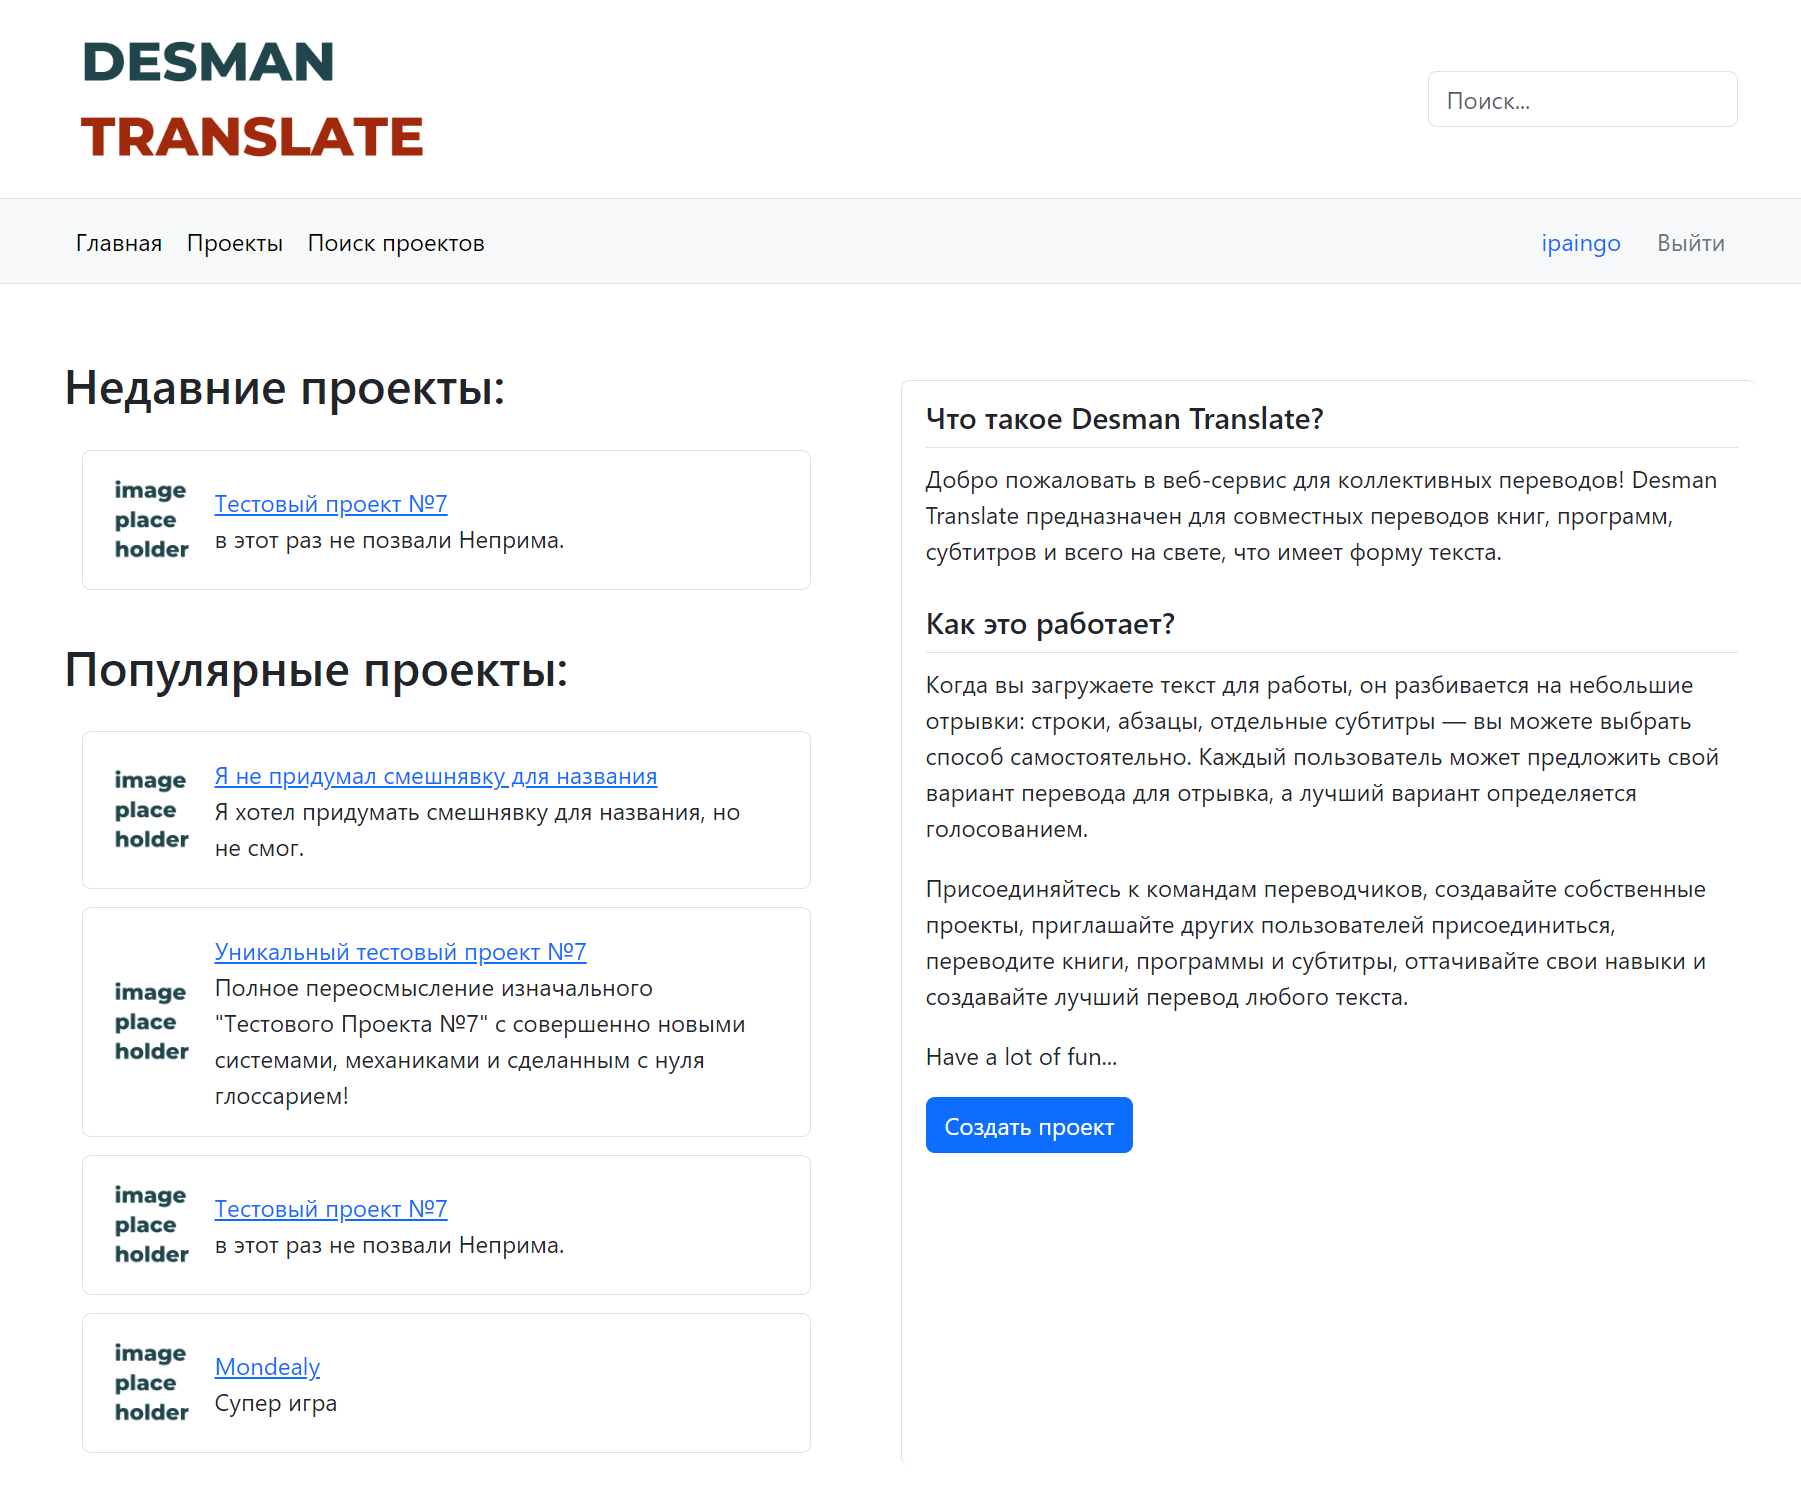 DESMAN
TRANSLATE
Поиск...
Главная Проекты Поиск проектов ipaingo Выйти
Недавние проекты:
image
place
holder
Тестовый проект №7
в этот раз не позвали Неприма.
Популярные проекты:
image
place
holder
Я не придумал смешнявку для названия
Я хотел придумать смешнявку для названия, но
не смог.
image
place
holder
Уникальный тестовый проект №7
Полное переосмысление изначального
"Тестового Проекта №7" с совершенно новыми
системами, механиками и сделанным с нуля
глоссарием!
image
place
holder
Тестовый проект №7
в этот раз не позвали Неприма.
image
place
holder
Mondealy
Супер игра
Что такое Desman Translate?
Добро пожаловать в веб-сервис для коллективных переводов! Desman
Translate предназначен для совместных переводов книг, программ,
субтитров и всего на свете, что имеет форму текста.
Как это работает?
Когда вы загружаете текст для работы, он разбивается на небольшие
отрывки: строки, абзацы, отдельные субтитры — вы можете выбрать
способ самостоятельно. Каждый пользователь может предложить свой
вариант перевода для отрывка, а лучший вариант определяется
голосованием.
Присоединяйтесь к командам переводчиков, создавайте собственные
проекты, приглашайте других пользователей присоединиться,
переводите книги, программы и субтитры, оттачивайте свои навыки и
создавайте лучший перевод любого текста.
Have a lot of fun...
Создать проект